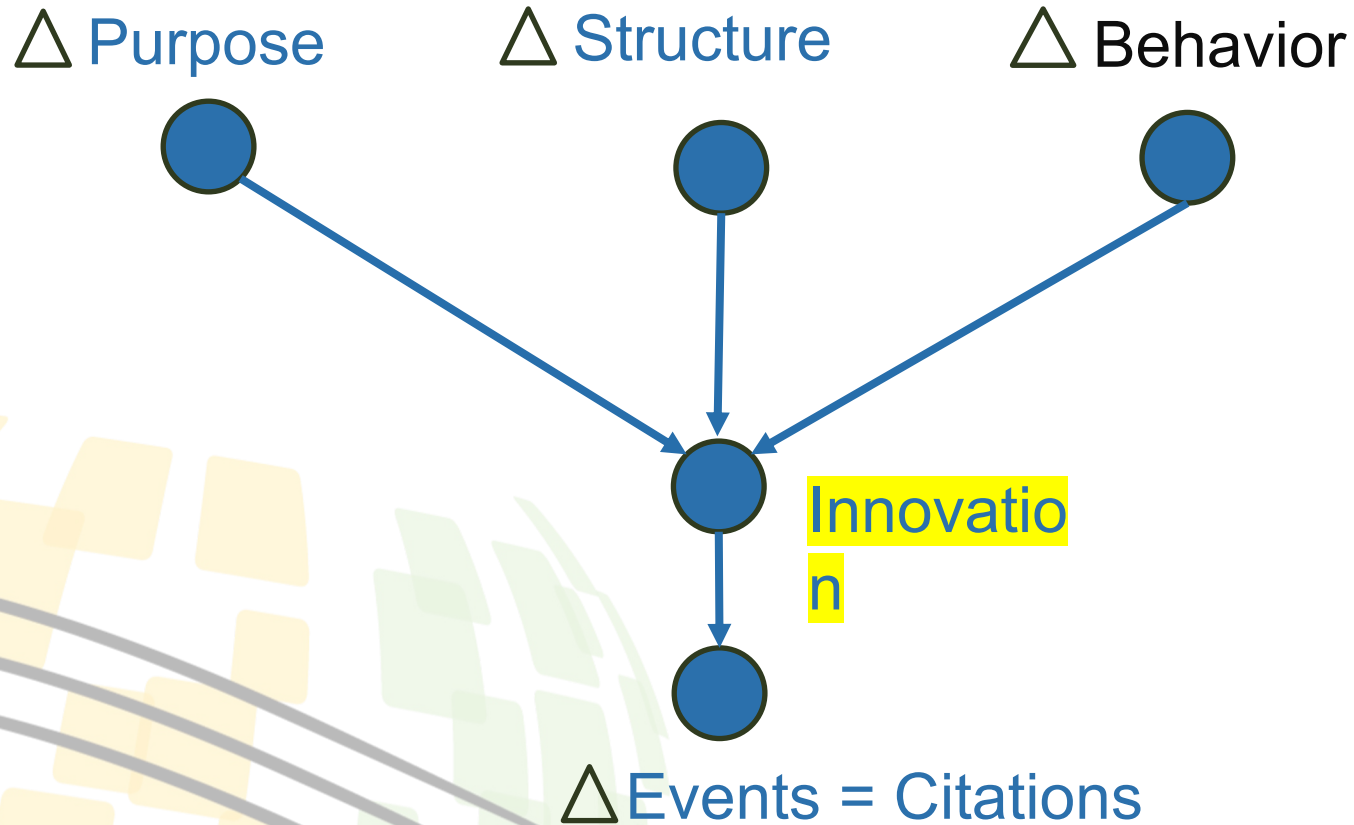 △ Purpose
△ Structure
△ Behavior
Innovatio
n
△Events = Citations